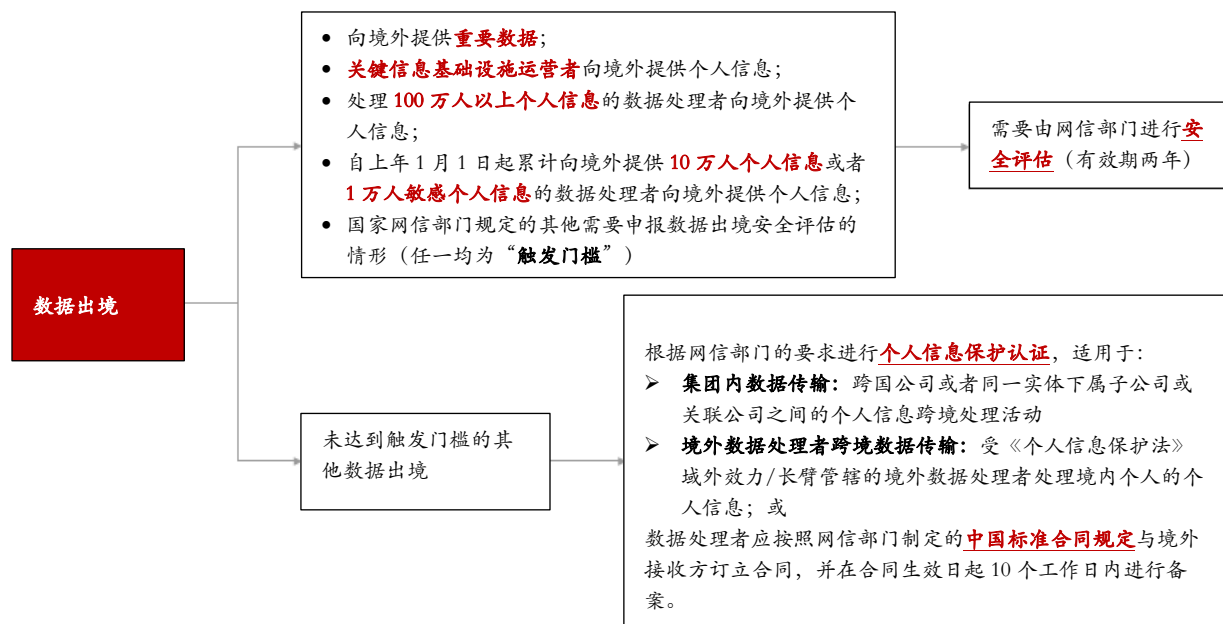 • 向境外提供重要数据；
• 关键信息基础设施运营者向境外提供个人信息；
• 处理 100 万人以上个人信息的数据处理者向境外提供个
人信息；
• 自上年 1 月 1 日起累计向境外提供 10 万人个人信息或者
1 万人敏感个人信息的数据处理者向境外提供个人信息；
• 国家网信部门规定的其他需要申报数据出境安全评估的
情形（任一均为“触发门槛”）
需要由网信部门进行安
全评估（有效期两年）
数据出境
未达到触发门槛的其
他数据出境
根据网信部门的要求进行个人信息保护认证，适用于：
➢ 集团内数据传输：跨国公司或者同一实体下属子公司或
关联公司之间的个人信息跨境处理活动
➢ 境外数据处理者跨境数据传输：受《个人信息保护法》
域外效力/长臂管辖的境外数据处理者处理境内个人的个
人信息；或
数据处理者应按照网信部门制定的中国标准合同规定与境外
接收方订立合同，并在合同生效日起 10 个工作日内进行备
案。